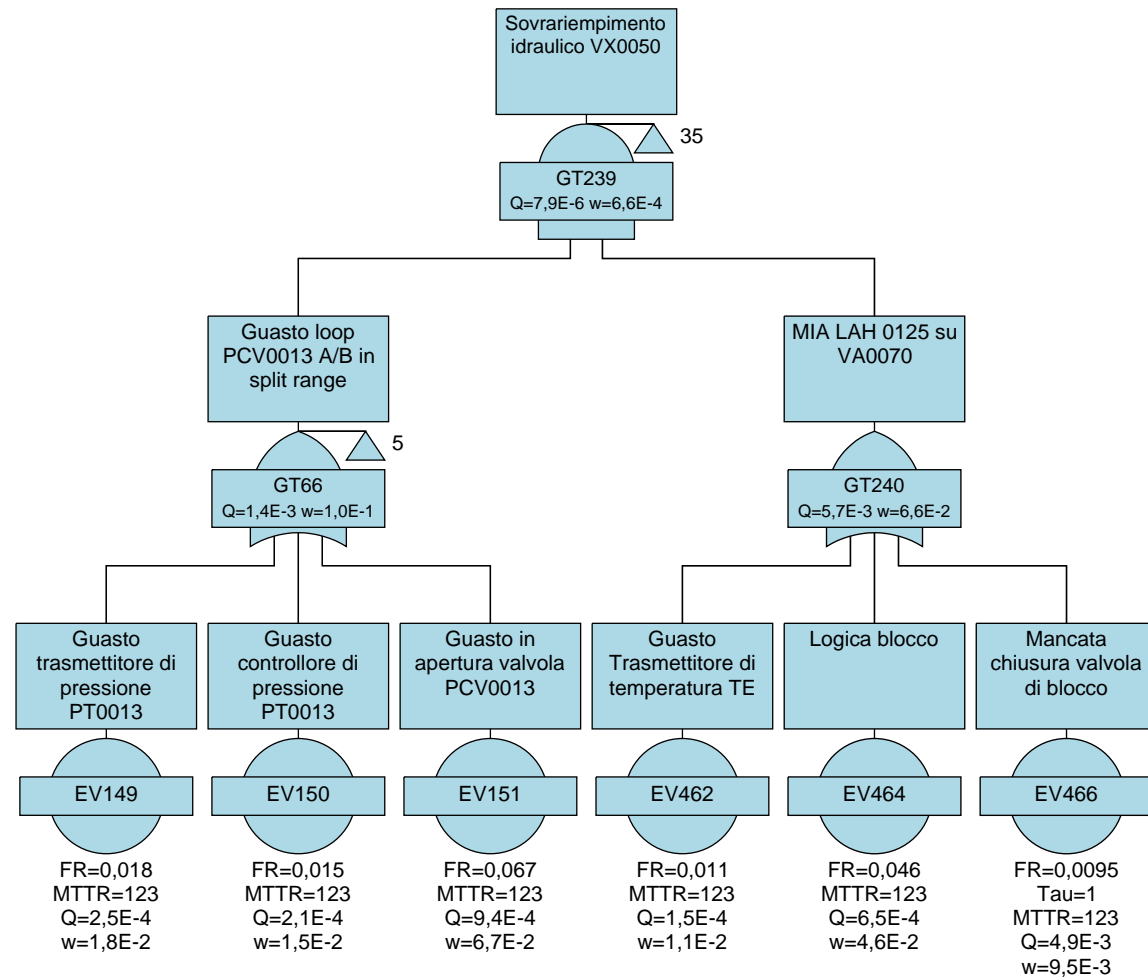 Sovrariempimento
idraulico VX0050
35
GT239
Q=7,9E-6 w=6,6E-4
Guasto loop
PCV0013 A/B in
split range
MIA LAH 0125 su
VA0070
5
GT66
Q=1,4E-3 w=1,0E-1
GT240
Q=5,7E-3 w=6,6E-2
Guasto
trasmettitore di
pressione
PT0013
Guasto
controllore di
pressione
PT0013
Guasto in
apertura valvola
PCV0013
Guasto
Trasmettitore di
temperatura TE
Logica blocco
Mancata
chiusura valvola
di blocco
EV149
EV150
EV151
EV462
EV464
EV466
FR=0,018
MTTR=123
Q=2,5E-4
w=1,8E-2
FR=0,015
MTTR=123
Q=2,1E-4
w=1,5E-2
FR=0,067
MTTR=123
Q=9,4E-4
w=6,7E-2
FR=0,011
MTTR=123
Q=1,5E-4
w=1,1E-2
FR=0,046
MTTR=123
Q=6,5E-4
w=4,6E-2
FR=0,0095
Tau=1
MTTR=123
Q=4,9E-3
w=9,5E-3